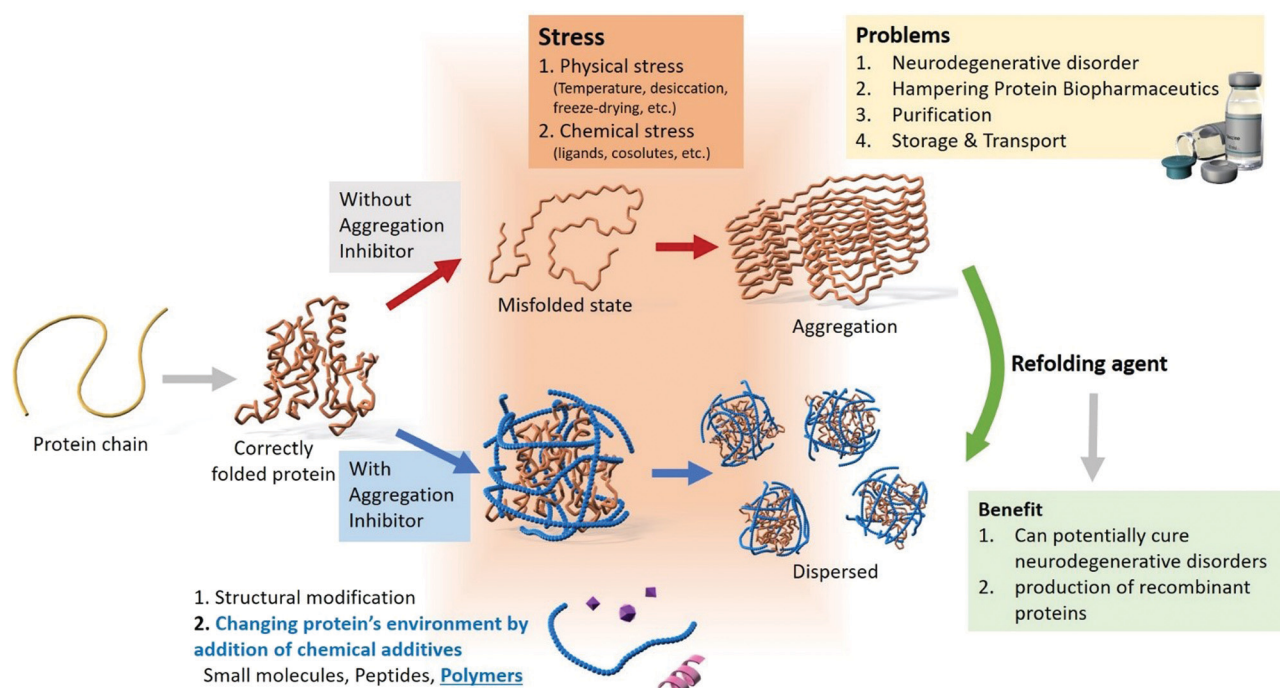 Stress
1. Physical stress
(Temperature, desiccation,
freeze-drying, etc.)
2. Chemical stress
(ligands, cosolutes, etc.)
Problems
1. Neurodegenerative disorder
2. Hampering Protein Biopharmaceutics
3. Purification
4. Storage & Transport
Without
Aggregation
Inhibitor
Misfolded state
Aggregation
Refolding agent
Protein chain
Correctly
folded protein
With
Aggregation
Inhibitor
Dispersed
Benefit
1. Can potentially cure
neurodegenerative disorders
2. production of recombinant
proteins
1. Structural modification
2. Changing protein's environment by
addition of chemical additives
Small molecules, Peptides, Polymers